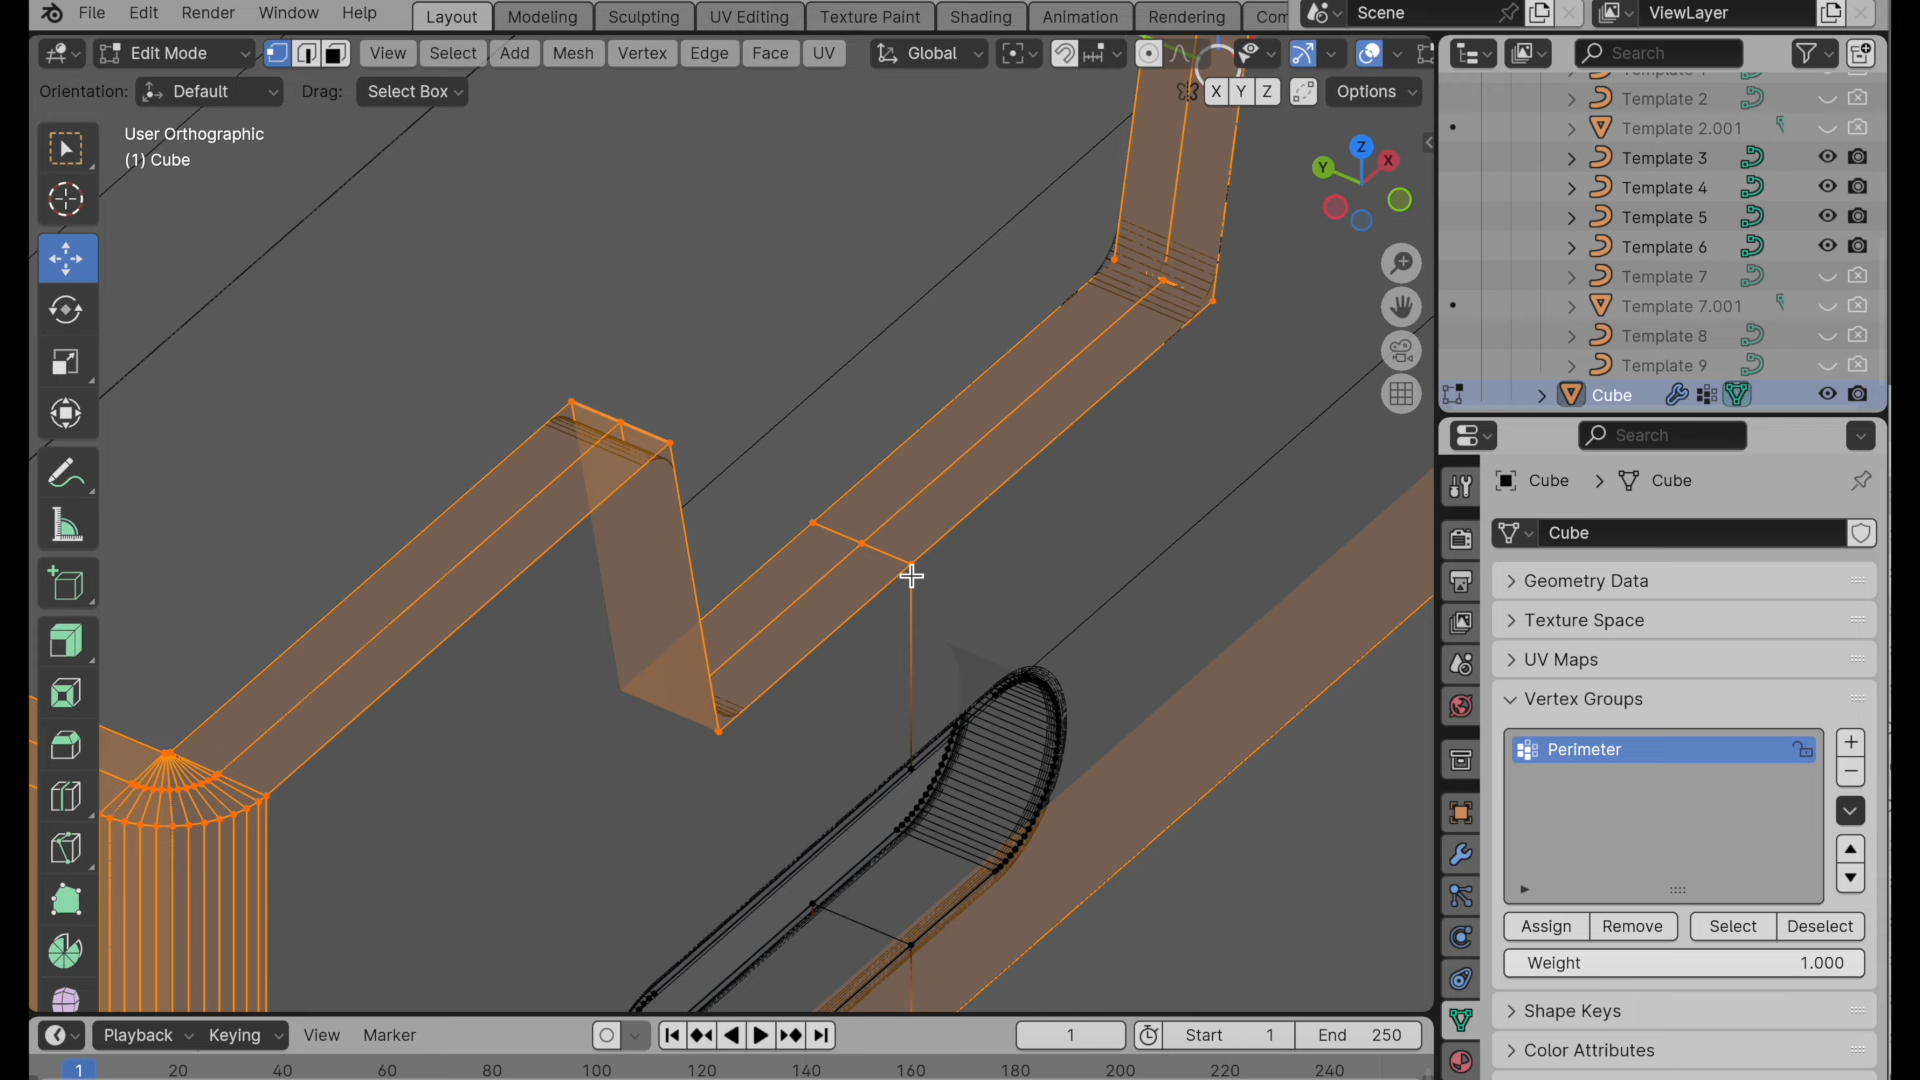 File Edit Render Window Help Layout Modeling Sculpting UV Editing Texture Paint Shading Animation Rendering Com Scene ViewLayer
Edit Mode View Select Add Mesh Vertex Edge Face UV Global Search
Orientation: Default Drag: Select Box X Y Z Options
User Orthographic
(1) Cube
Z
Y X
Template 2
Template 2.001
Template 3
Template 4
Template 5
Template 6
Template 7
Template 7.001
Template 8
Template 9
Cube
Search
Cube > Cube
Cube
Geometry Data
Texture Space
UV Maps
Vertex Groups
Perimeter
Assign Remove Select Deselect
Weight 1.000
Shape Keys
Color Attributes
Playback Keying View Marker 1 Start 1 End 250
1 20 40 60 80 100 120 140 160 180 200 220 240